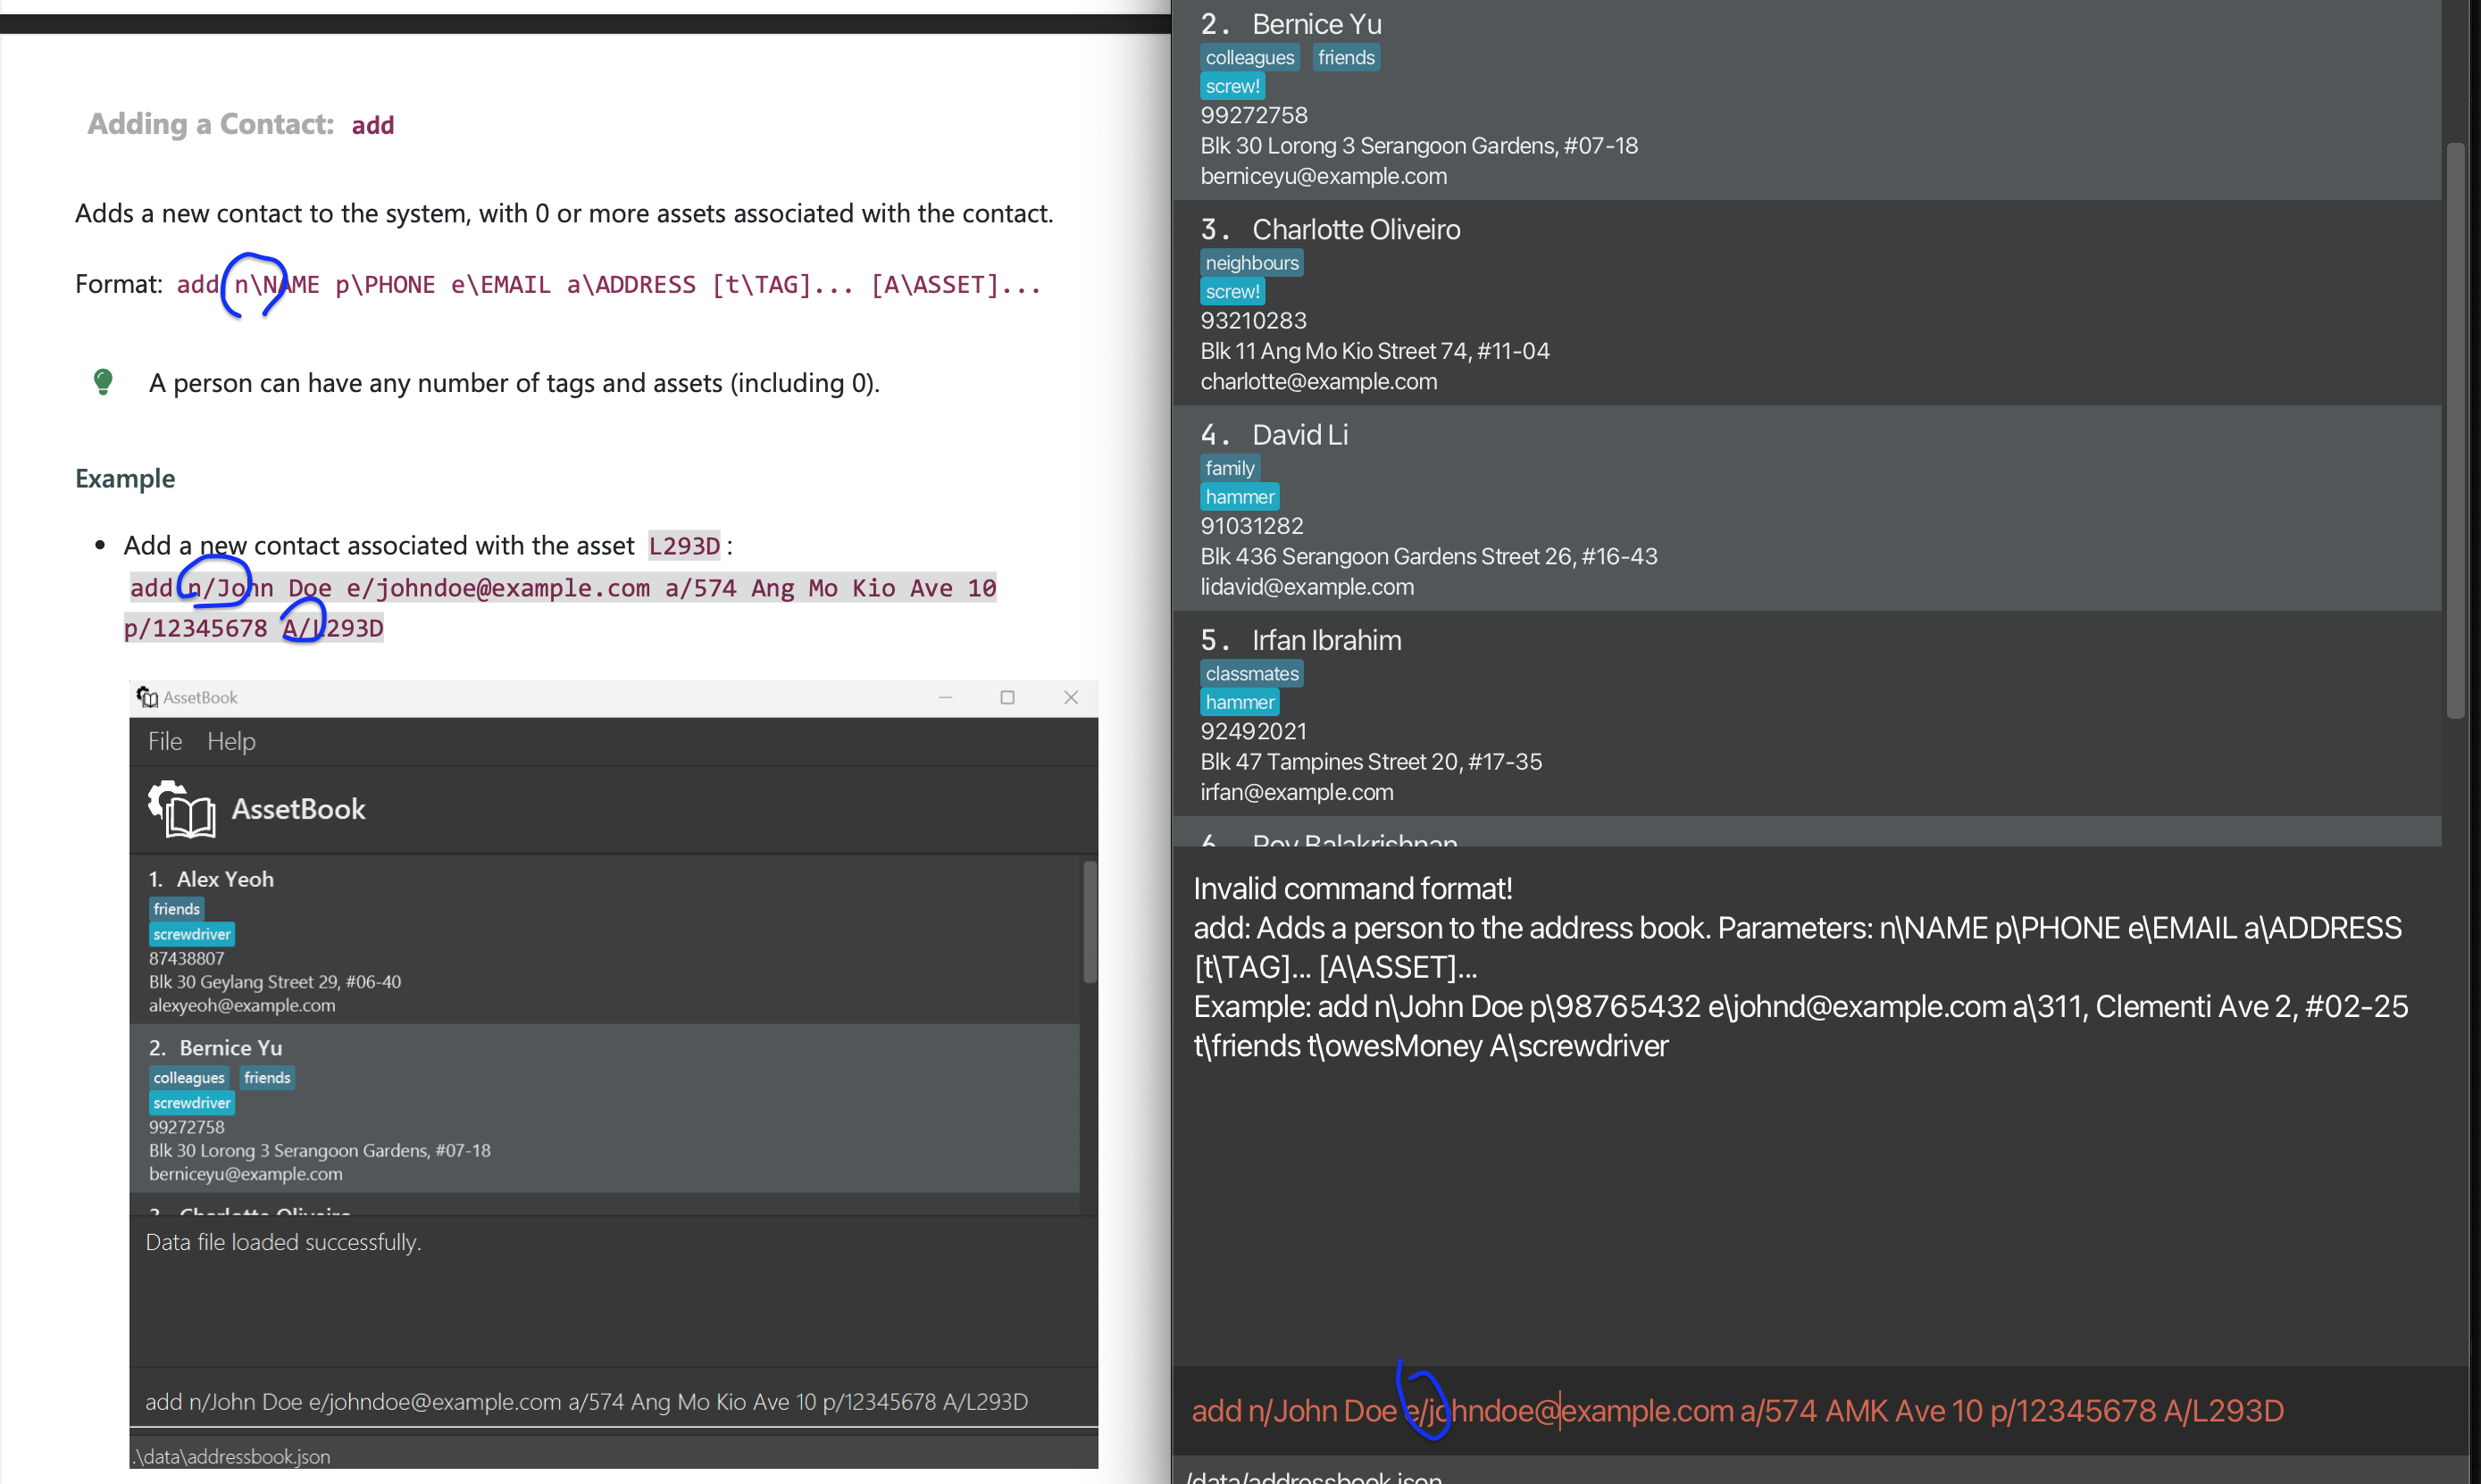 Adding a Contact: add
Adds a new contact to the system, with 0 or more assets associated with the contact.
Format: add n\NAME p\PHONE e\EMAIL a\ADDRESS [t\TAG]... [A\ASSET]...
A person can have any number of tags and assets (including 0).
Example
• Add a new contact associated with the asset L293D :
add n/John Doe e/johndoe@example.com a/574 Ang Mo Kio Ave 10
p/12345678 A/L293D
AssetBook
File Help
AssetBook
1. Alex Yeoh
friends
screwdriver
87438807
Blk 30 Geylang Street 29, #06-40
alexyeoh@example.com
2. Bernice Yu
colleagues friends
screwdriver
99272758
Blk 30 Lorong 3 Serangoon Gardens, #07-18
berniceyu@example.com
3. Charlotte Oliveiro
Data file loaded successfully.
add n/John Doe e/johndoe@example.com a/574 Ang Mo Kio Ave 10 p/12345678 A/L293D
.\data\addressbook.json
2. Bernice Yu
colleagues friends
screw!
99272758
Blk 30 Lorong 3 Serangoon Gardens, #07-18
berniceyu@example.com
3. Charlotte Oliveiro
neighbours
screw!
93210283
Blk 11 Ang Mo Kio Street 74, #11-04
charlotte@example.com
4. David Li
family
hammer
91031282
Blk 436 Serangoon Gardens Street 26, #16-43
lidavid@example.com
5. Irfan Ibrahim
classmates
hammer
92492021
Blk 47 Tampines Street 20, #17-35
irfan@example.com
6. Roy Balakrishnan
Invalid command format!
add: Adds a person to the address book. Parameters: n\NAME p\PHONE e\EMAIL a\ADDRESS
[t\TAG]... [A\ASSET]...
Example: add n\John Doe p\98765432 e\johnd@example.com a\311, Clementi Ave 2, #02-25
t\friends t\owesMoney A\screwdriver
add n/John Doe e/johndoe@example.com a/574 AMK Ave 10 p/12345678 A/L293D
/data/addressbook.json